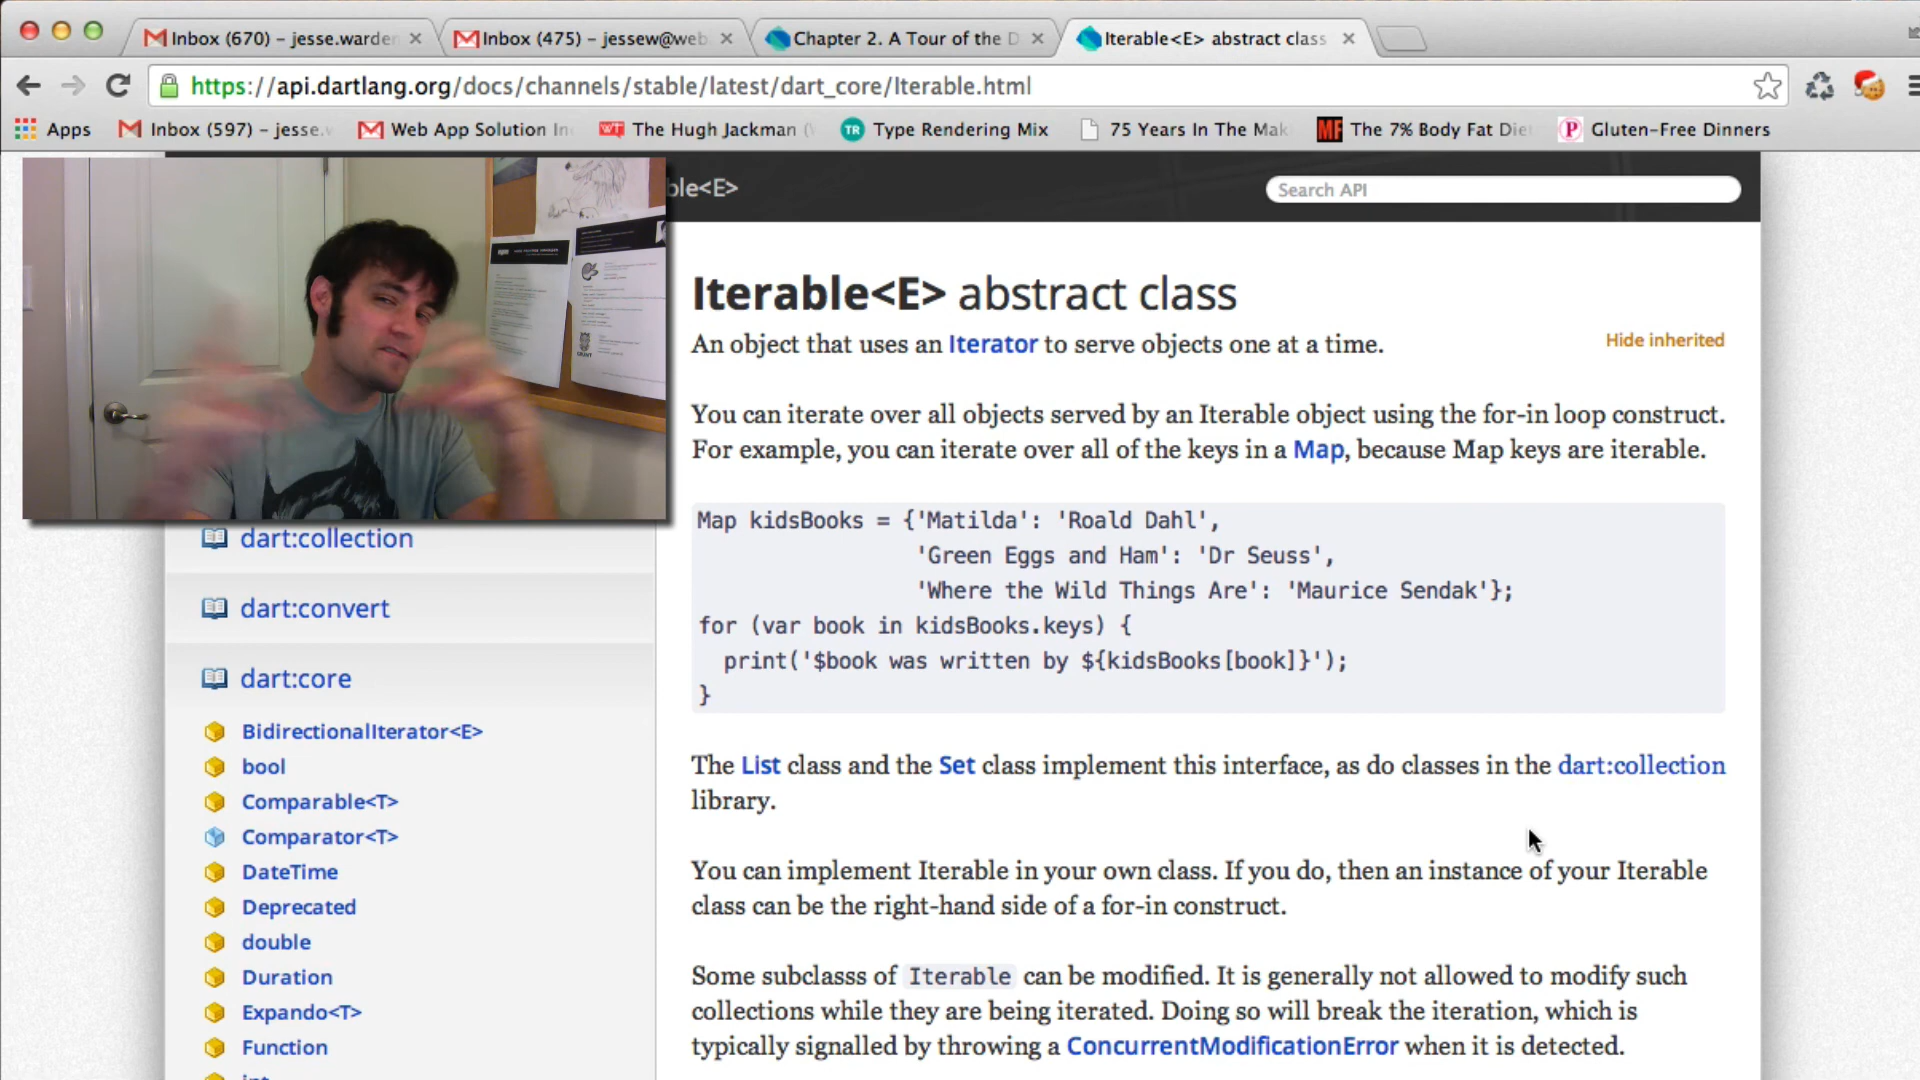 Inbox (670) – jesse.warden
Inbox (475) – jessew@web
Chapter 2. A Tour of the D
Iterable<E> abstract class
https://api.dartlang.org/docs/channels/stable/latest/dart_core/Iterable.html
Apps
Inbox (597) – jesse.
Web App Solution In
WT
The Hugh Jackman (
TR
Type Rendering Mix
75 Years In The Mak
MF
The 7% Body Fat Die
P
Gluten-Free Dinners
ble<E>
Search API
Iterable<E> abstract class
An object that uses an Iterator to serve objects one at a time.
Hide inherited
You can iterate over all objects served by an Iterable object using the for-in loop construct.
For example, you can iterate over all of the keys in a Map, because Map keys are iterable.
Map kidsBooks = {'Matilda': 'Roald Dahl',
'Green Eggs and Ham': 'Dr Seuss',
'Where the Wild Things Are': 'Maurice Sendak'};
for (var book in kidsBooks.keys) {
print('$book was written by ${kidsBooks[book]}');
}
The List class and the Set class implement this interface, as do classes in the dart:collection
library.
You can implement Iterable in your own class. If you do, then an instance of your Iterable
class can be the right-hand side of a for-in construct.
Some subclasss of Iterable can be modified. It is generally not allowed to modify such
collections while they are being iterated. Doing so will break the iteration, which is
typically signalled by throwing a ConcurrentModificationError when it is detected.
dart:collection
dart:convert
dart:core
BidirectionalIterator<E>
bool
Comparable<T>
Comparator<T>
DateTime
Deprecated
double
Duration
Expando<T>
Function
int